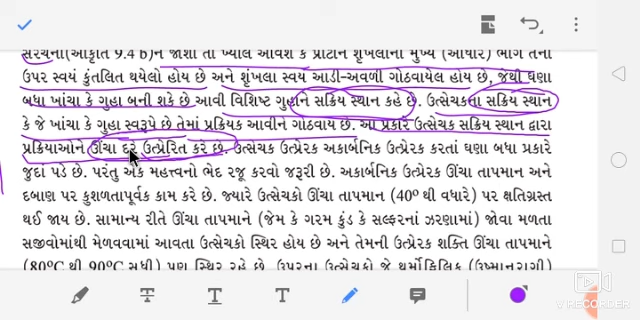 સંરચના(આકૃતિ 9.4 b)ને જોશો તો ખ્યાલ આવશે કે પ્રોટીન શૃંખલાનો મુખ્ય (આધાર) ભાગ તેના
ઉપર સ્વયં કુંતલિત થયેલો હોય છે અને શૃંખલા સ્વયં આડી-અવળી ગોઠવાયેલ હોય છે, જેથી ઘણા
બધા ખાંચા કે ગુહા બની શકે છે આવી વિશિષ્ટ ગુહાને સક્રિય સ્થાન કહે છે. ઉત્સેચકના સક્રિય સ્થાન
કે જે ખાંચા કે ગુહા સ્વરૂપે છે તેમાં પ્રક્રિયક આવીને ગોઠવાય છે. આ પ્રકારે ઉત્સેચક સક્રિય સ્થાન દ્વારા
પ્રક્રિયાઓને ઊંચા દરે ઉત્પ્રેરિત કરે છે. ઉત્સેચક ઉત્પ્રેરક અકાર્બનિક ઉત્પ્રેરક કરતાં ઘણા બધા પ્રકારે
જુદાં પડે છે. પરંતુ એક મહત્ત્વનો ભેદ રજૂ કરવો જરૂરી છે. અકાર્બનિક ઉત્પ્રેરક ઊંચા તાપમાન અને
દબાણ પર કુશળતાપૂર્વક કામ કરે છે. જ્યારે ઉત્સેચકો ઊંચા તાપમાન (40° થી વધારે) પર ક્ષતિગ્રસ્ત
થઈ જાય છે. સામાન્ય રીતે ઊંચા તાપમાને (જેમ કે ગરમ કુંડ કે સલ્ફરનાં ઝરણામાં) જોવા મળતા
સજીવોમાંથી મેળવવામાં આવતા ઉત્સેચકો સ્થિર હોય છે અને તેમની ઉત્પ્રેરક શક્તિ ઊંચા તાપમાને
(80°C થી 90°C સુધી) પણ સ્થિર રહે છે. ઉપરના ઉત્સેચકો જે થર્મોફિલિક (ઉષ્માનુરાગી)
VRECORDER